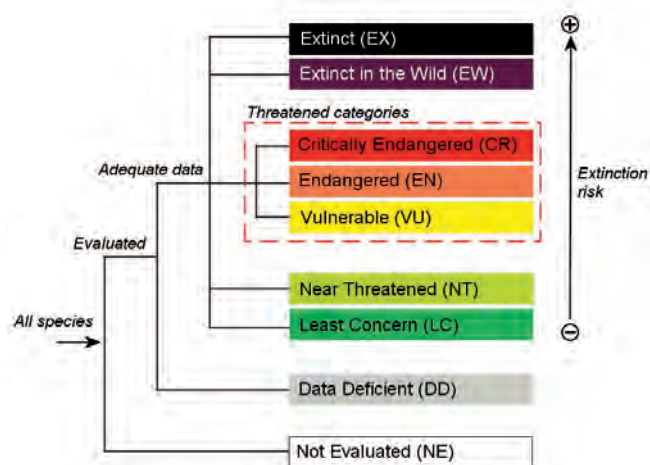 Extinct (EX)
Extinct in the Wild (EW)
Threatened categories
Critically Endangered (CR)
Adequate data
Endangered (EN)
Extinction
risk
Vulnerable (VU)
Evaluated
Near Threatened (NT)
All species
Least Concern (LC)
Data Deficient (DD)
Not Evaluated (NE)